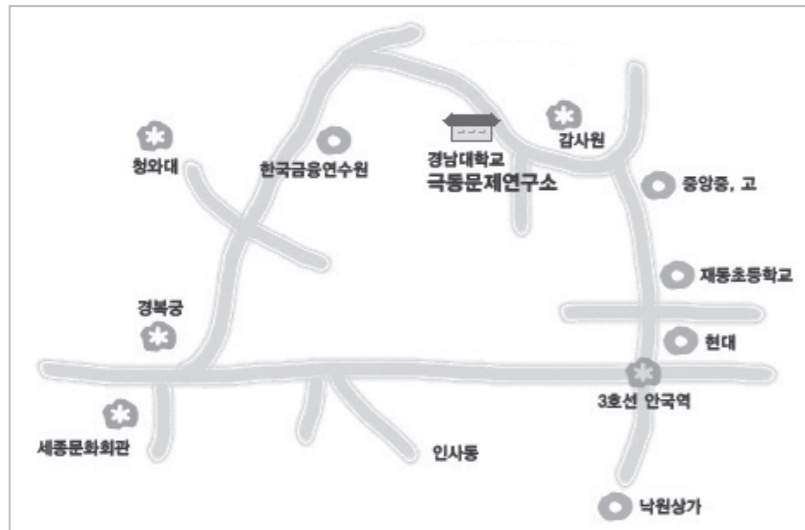 감사원
청와대
한국금융연수원
경남대학교
극동문제연구소
중앙중, 고
재동초등학교
경복궁
현대
3호선 안국역
세종문화회관
인사동
낙원상가